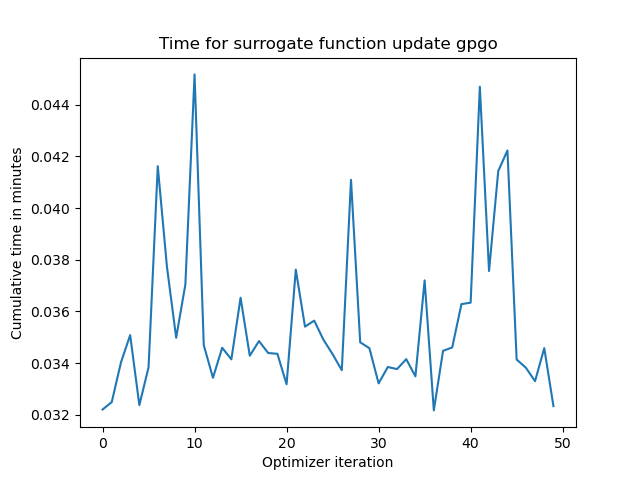 Time for surrogate function update gpgo
Cumulative time in minutes
0.044
0.042
0.040
0.038
0.036
0.034
0.032
0 10 20 30 40 50
Optimizer iteration